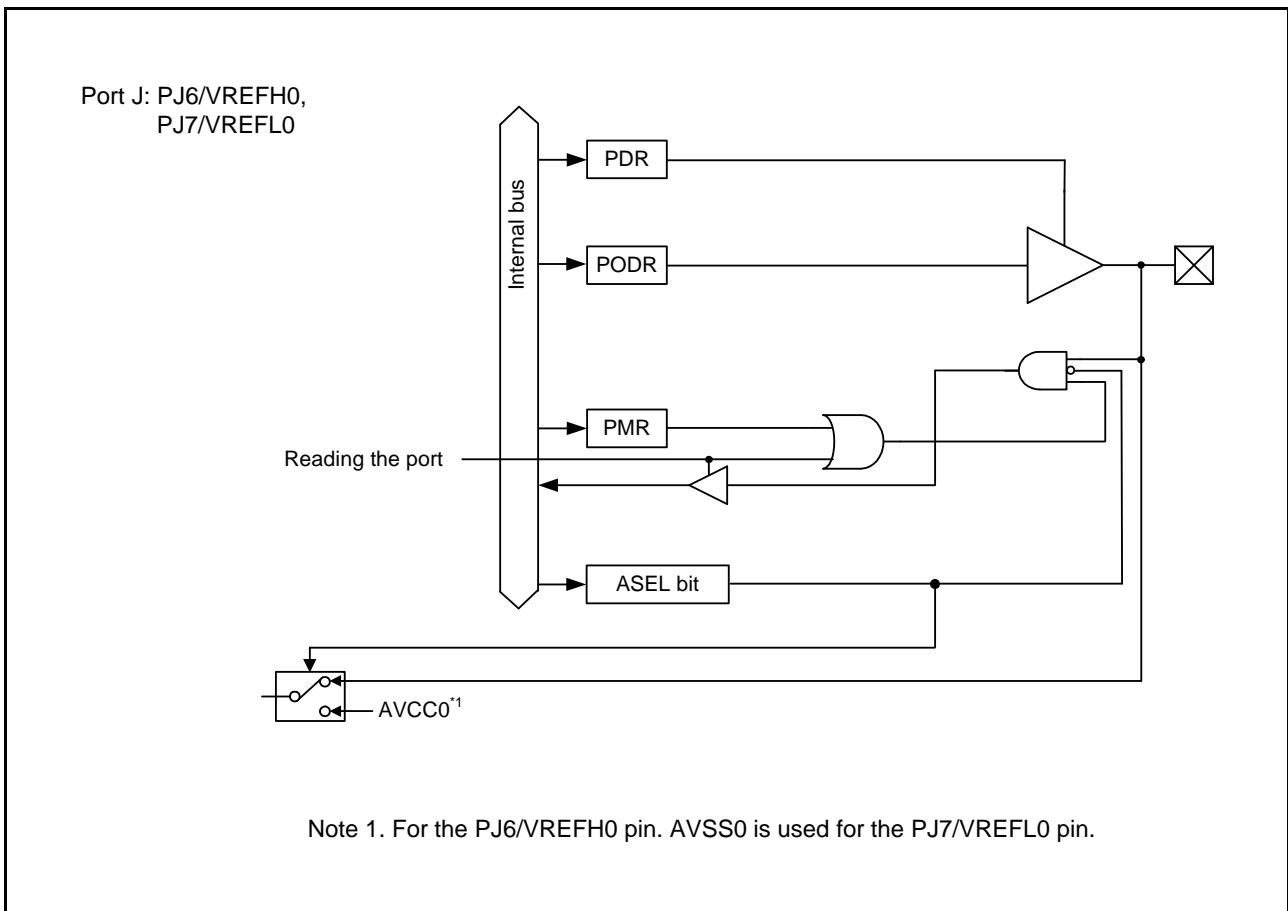 Port J: PJ6/VREFH0,
PJ7/VREFL0
Internal bus
PDR
PODR
PMR
Reading the port
ASEL bit
AVCC0*1
Note 1. For the PJ6/VREFH0 pin. AVSS0 is used for the PJ7/VREFL0 pin.